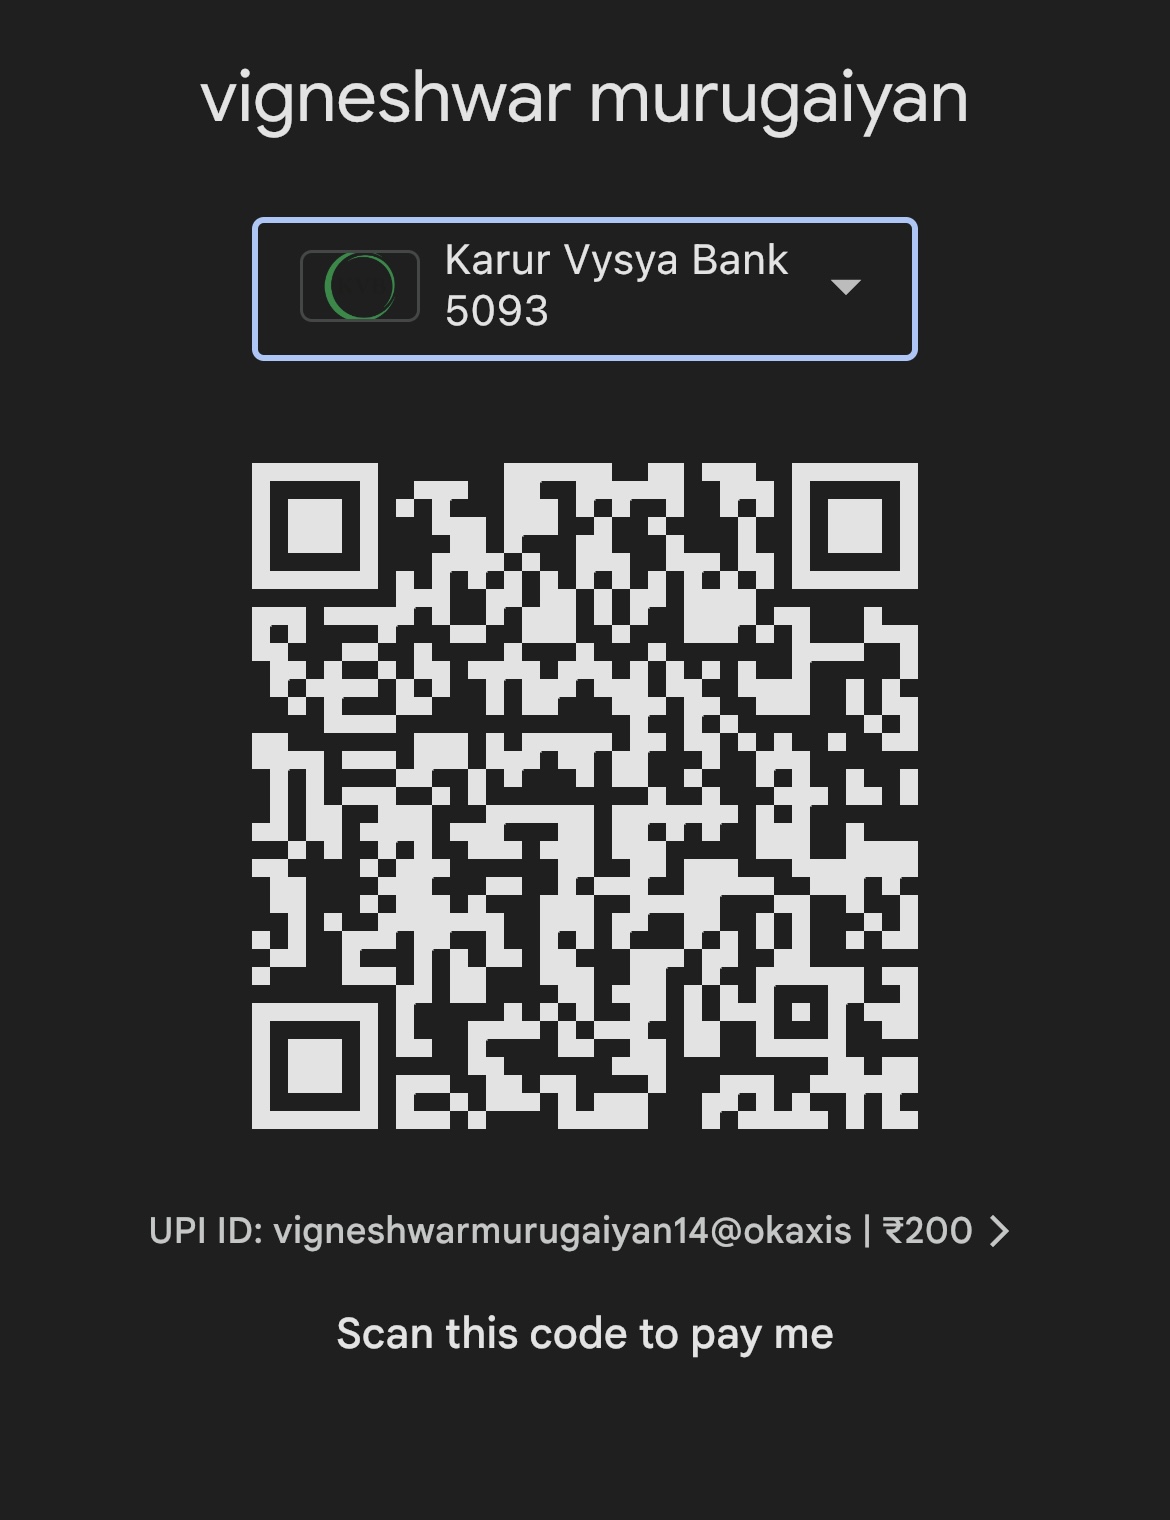 vigneshwar murugaiyan
Karur Vysya Bank
5093
UPI ID: vigneshwarmurugaiyan14@okaxis | ₹200
Scan this code to pay me